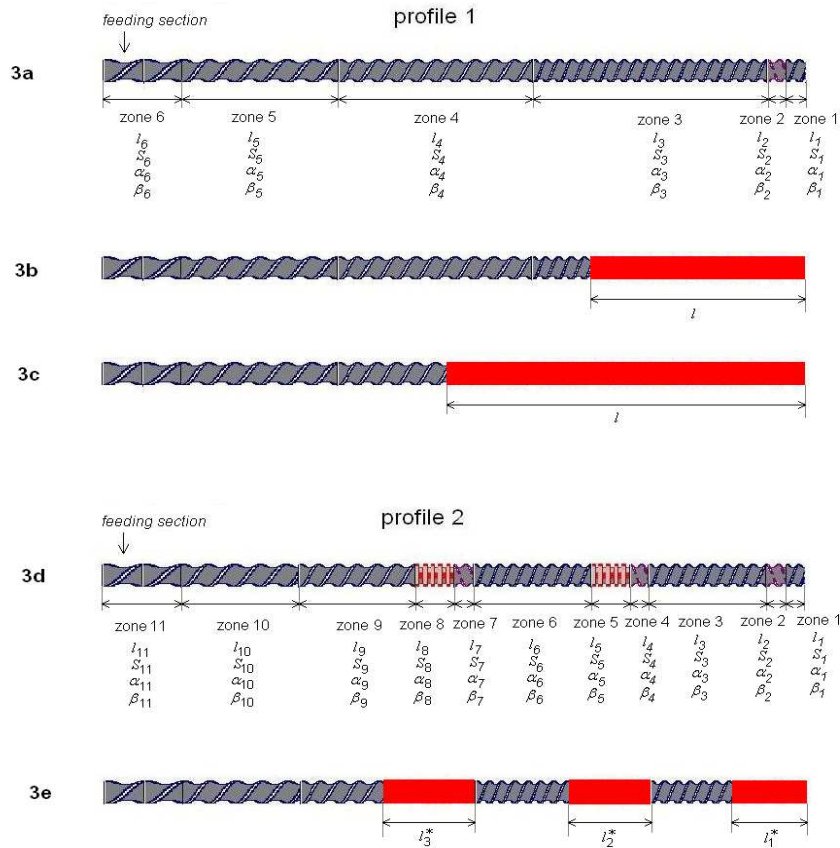 feeding section
profile 1
3a
zone 6 zone 5 zone 4 zone 3 zone 2 zone 1
l6 l5 l4 l3 l2 l1
S6 S5 S4 S3 S2 S1
α6 α5 α4 α3 α2 α1
β6 β5 β4 β3 β2 β1
3b
l
3c
l
feeding section
profile 2
3d
zone 11 zone 10 zone 9 zone 8 zone 7 zone 6 zone 5 zone 4 zone 3 zone 2 zone 1
l11 l10 l9 l8 l7 l6 l5 l4 l3 l2 l1
S11 S10 S9 S8 S7 S6 S5 S4 S3 S2 S1
α11 α10 α9 α8 α7 α6 α5 α4 α3 α2 α1
β11 β10 β9 β8 β7 β6 β5 β4 β3 β2 β1
3e
l3* l2* l1*